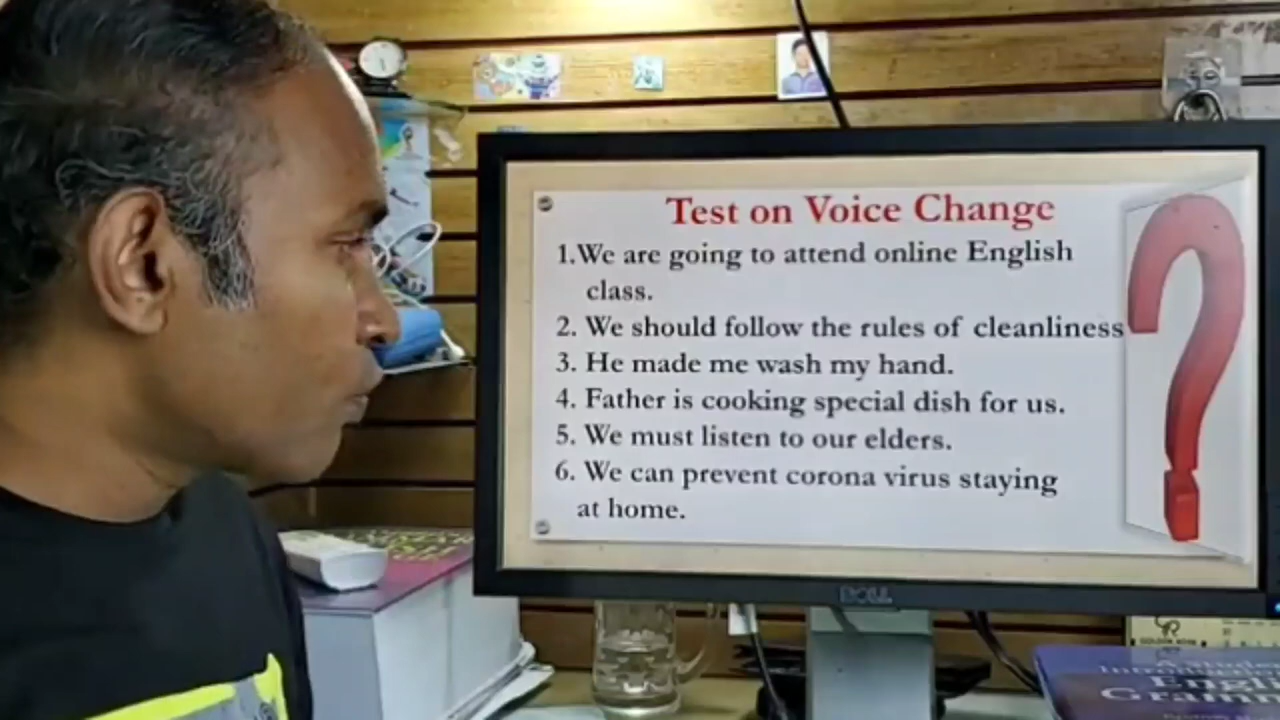 Test on Voice Change
1.We are going to attend online English
class.
2. We should follow the rules of cleanliness
3. He made me wash my hand.
4. Father is cooking special dish for us.
5. We must listen to our elders.
6. We can prevent corona virus staying
at home.
DELL